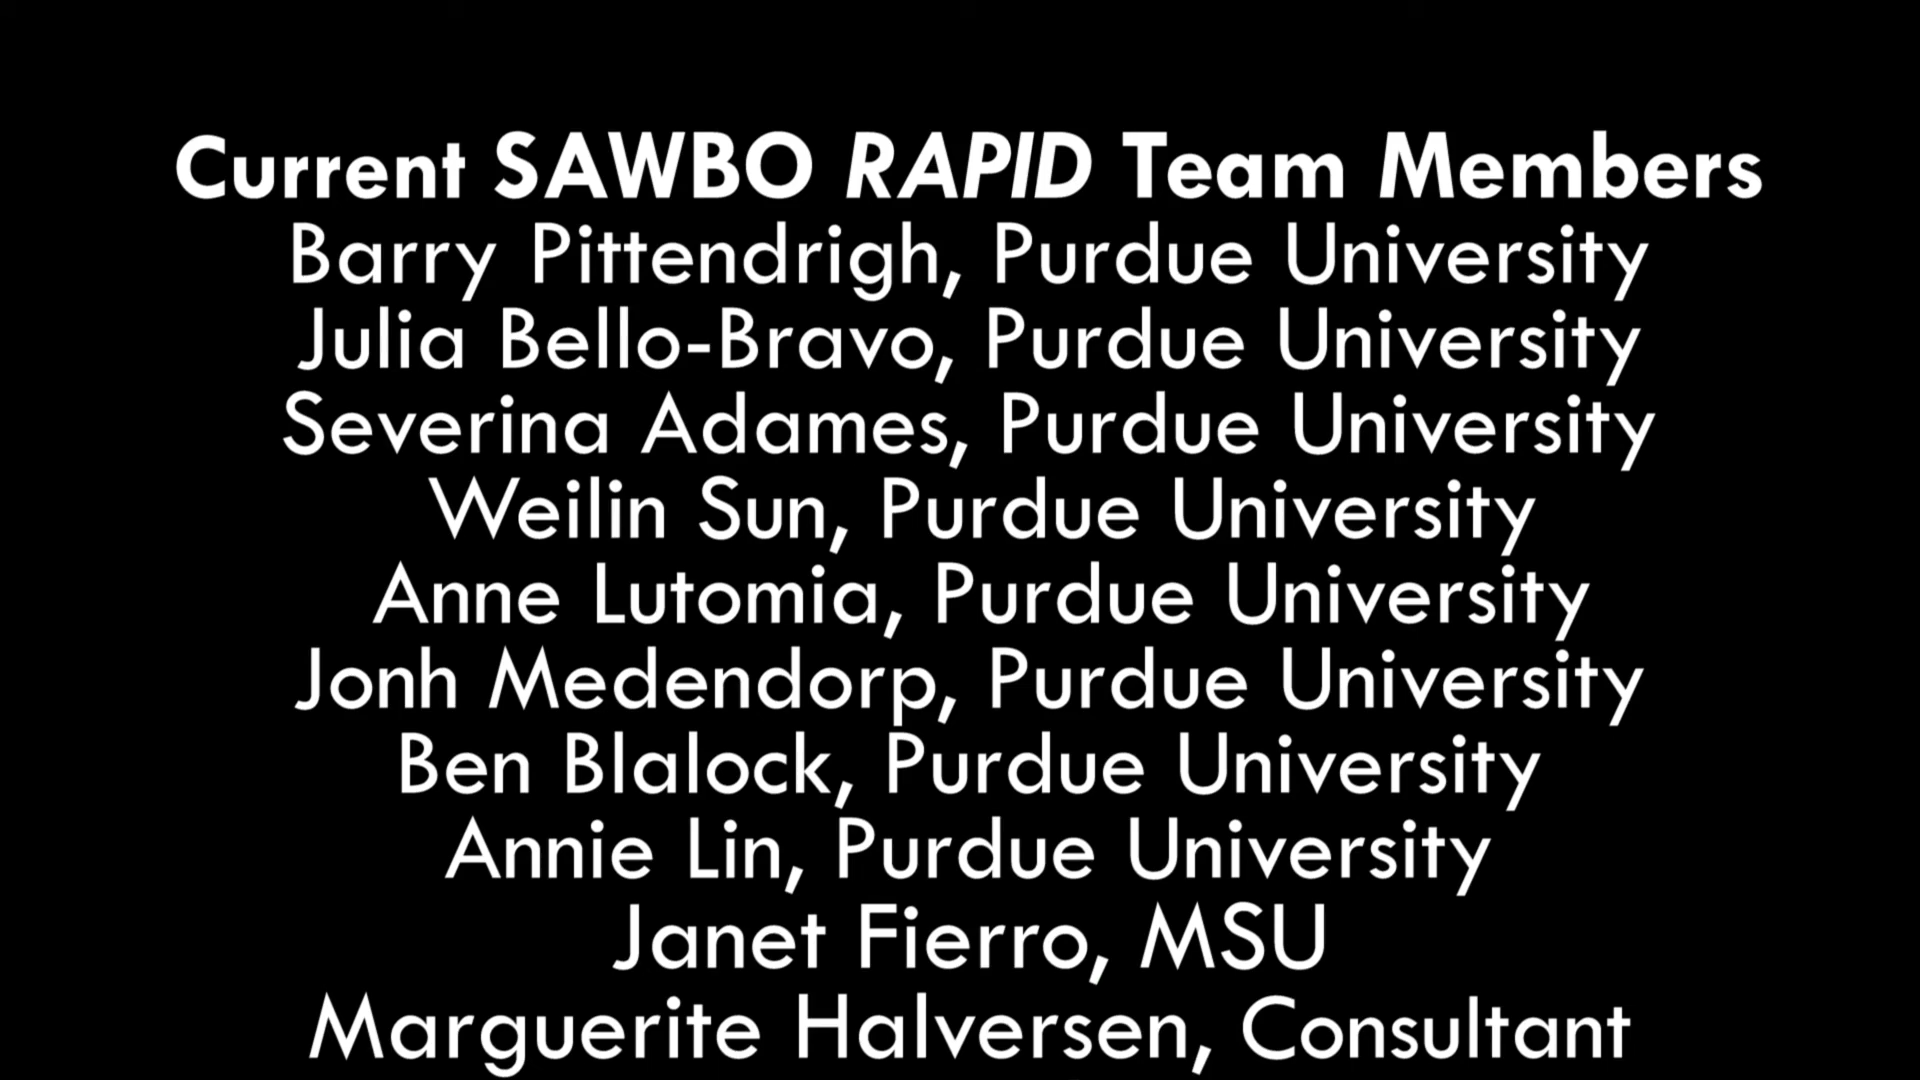 Current SAWBO RAPID Team Members
Barry Pittendrigh, Purdue University
Julia Bello-Bravo, Purdue University
Severina Adames, Purdue University
Weilin Sun, Purdue University
Anne Lutomia, Purdue University
Jonh Medendorp, Purdue University
Ben Blalock, Purdue University
Annie Lin, Purdue University
Janet Fierro, MSU
Marguerite Halversen, Consultant